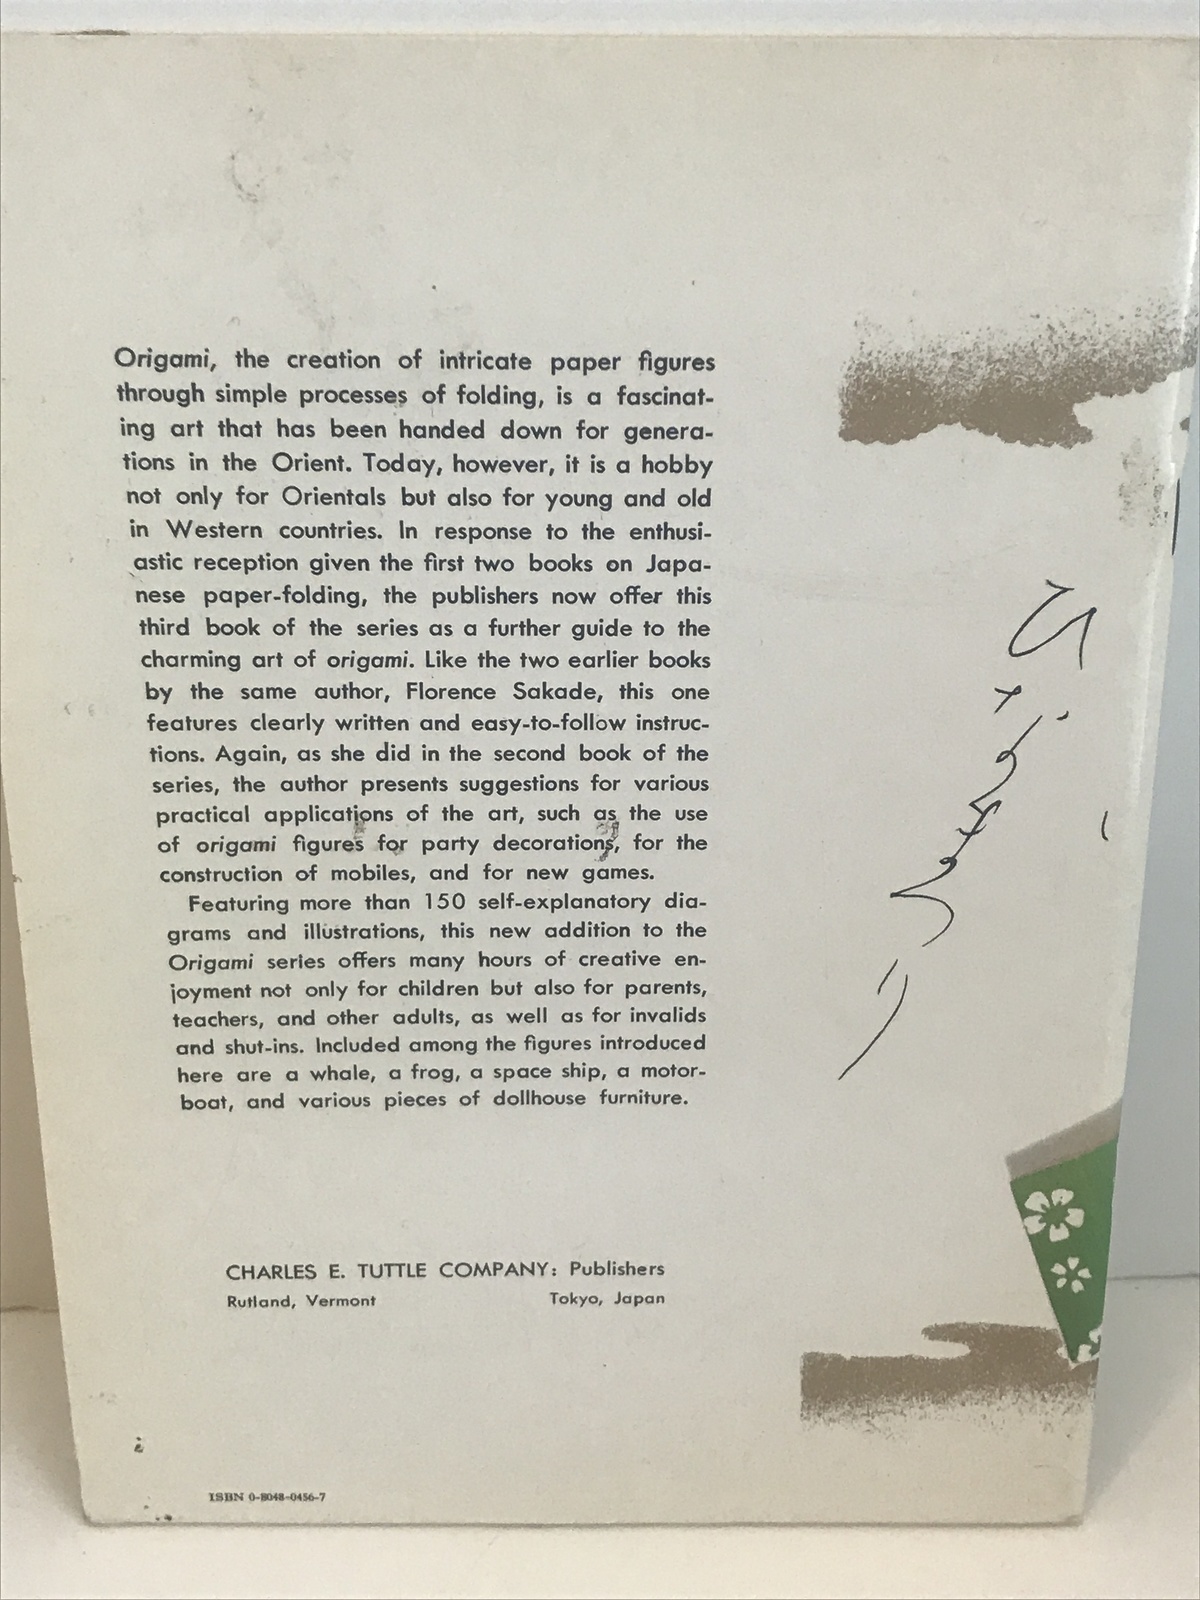 Origami, the creation of intricate paper figures
through simple processes of folding, is a fascinat-
ing art that has been handed down for genera-
tions in the Orient. Today, however, it is a hobby
not only for Orientals but also for young and old
in Western countries. In response to the enthusi-
astic reception given the first two books on Japa-
nese paper-folding, the publishers now offer this
third book of the series as a further guide to the
charming art of origami. Like the two earlier books
by the same author, Florence Sakade, this one
features clearly written and easy-to-follow instruc-
tions. Again, as she did in the second book of the
series, the author presents suggestions for various
practical applications of the art, such as the use
of origami figures for party decorations, for the
construction of mobiles, and for new games.
Featuring more than 150 self-explanatory dia-
grams and illustrations, this new addition to the
Origami series offers many hours of creative en-
joyment not only for children but also for parents,
teachers, and other adults, as well as for invalids
and shut-ins. Included among the figures introduced
here are a whale, a frog, a space ship, a motor-
boat, and various pieces of dollhouse furniture.
CHARLES E. TUTTLE COMPANY: Publishers
Rutland, Vermont Tokyo, Japan
ISBN 0-8048-0456-7